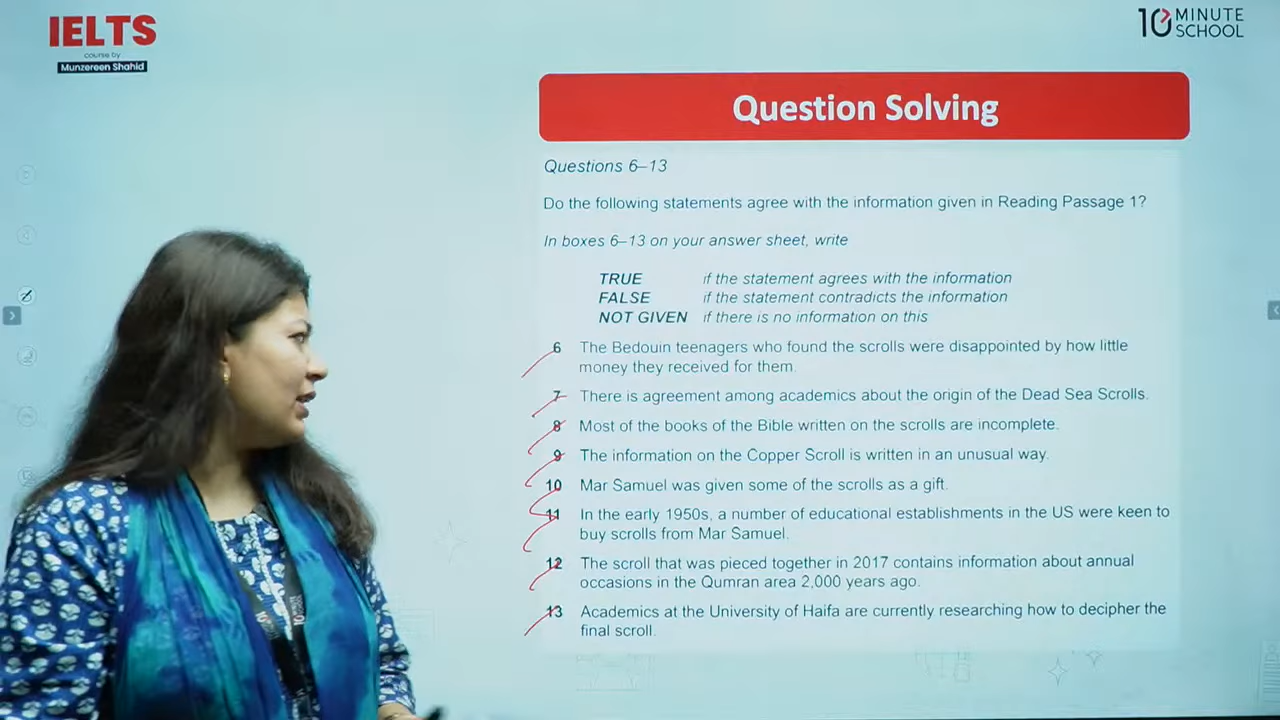 IELTS
course by
Munzereen Shahid
10 MINUTE
SCHOOL
Question Solving
Questions 6–13
Do the following statements agree with the information given in Reading Passage 1?
In boxes 6–13 on your answer sheet, write
TRUE if the statement agrees with the information
FALSE if the statement contradicts the information
NOT GIVEN if there is no information on this
6 The Bedouin teenagers who found the scrolls were disappointed by how little
money they received for them.
7 There is agreement among academics about the origin of the Dead Sea Scrolls.
8 Most of the books of the Bible written on the scrolls are incomplete.
9 The information on the Copper Scroll is written in an unusual way.
10 Mar Samuel was given some of the scrolls as a gift.
11 In the early 1950s, a number of educational establishments in the US were keen to
buy scrolls from Mar Samuel.
12 The scroll that was pieced together in 2017 contains information about annual
occasions in the Qumran area 2,000 years ago.
13 Academics at the University of Haifa are currently researching how to decipher the
final scroll.